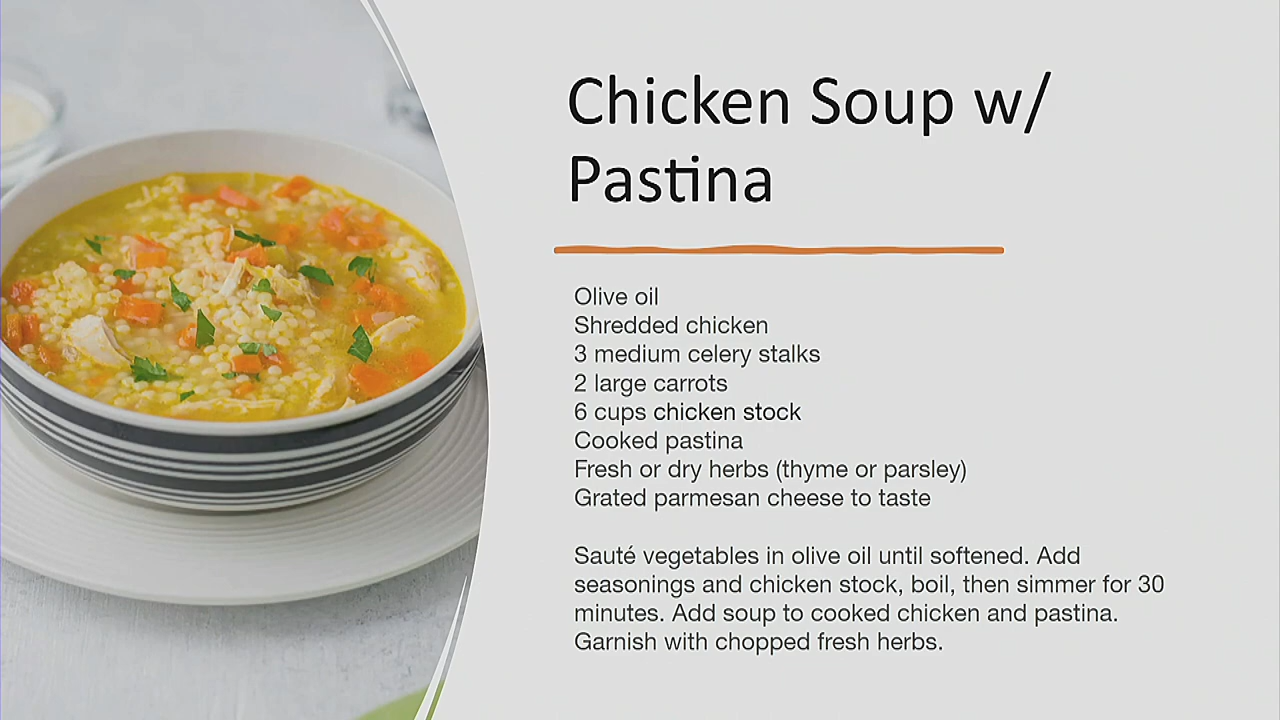 Chicken Soup w/
Pastina
Olive oil
Shredded chicken
3 medium celery stalks
2 large carrots
6 cups chicken stock
Cooked pastina
Fresh or dry herbs (thyme or parsley)
Grated parmesan cheese to taste
Sauté vegetables in olive oil until softened. Add
seasonings and chicken stock, boil, then simmer for 30
minutes. Add soup to cooked chicken and pastina.
Garnish with chopped fresh herbs.